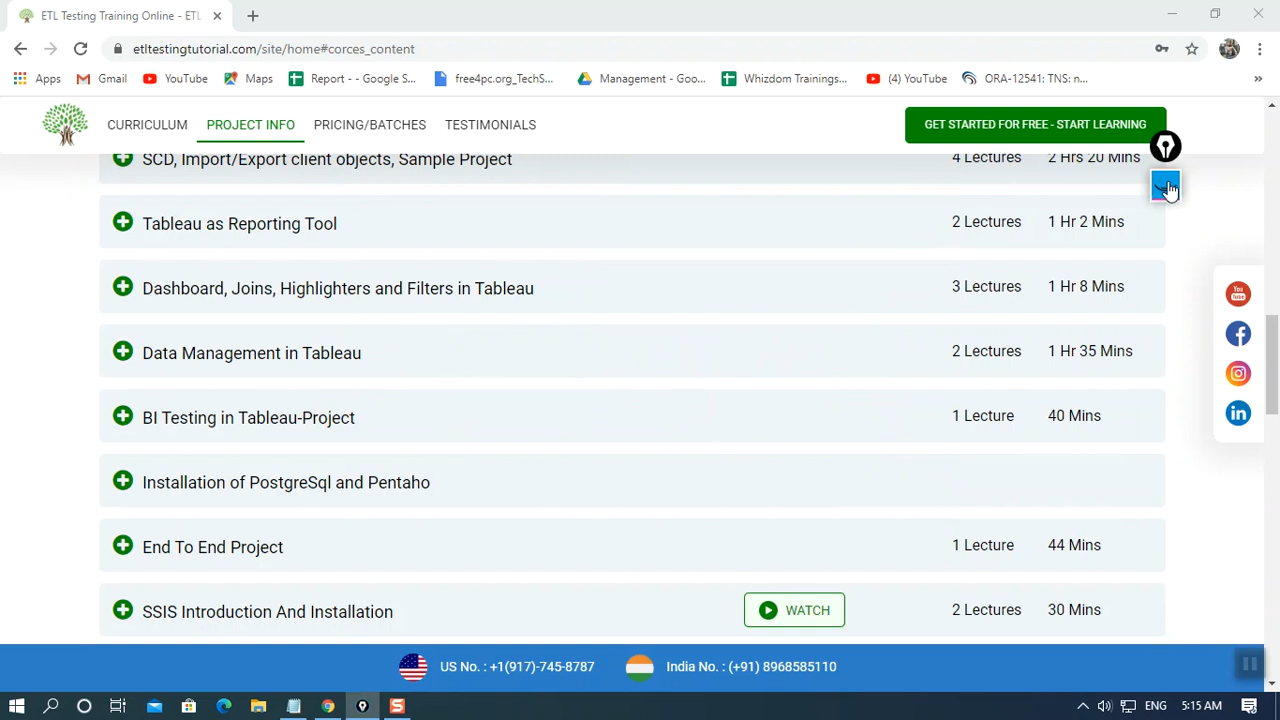 ETL Testing Training Online - ETL
etltestingtutorial.com/site/home#corces_content
Apps Gmail YouTube Maps Report - - Google S... free4pc.org_TechS... Management - Goo... Whizdom Trainings... (4) YouTube ORA-12541: TNS: n... »
CURRICULUM PROJECT INFO PRICING/BATCHES TESTIMONIALS GET STARTED FOR FREE - START LEARNING
SCD, Import/Export client objects, Sample Project 4 Lectures 2 Hrs 20 Mins
Tableau as Reporting Tool 2 Lectures 1 Hr 2 Mins
Dashboard, Joins, Highlighters and Filters in Tableau 3 Lectures 1 Hr 8 Mins
Data Management in Tableau 2 Lectures 1 Hr 35 Mins
BI Testing in Tableau-Project 1 Lecture 40 Mins
Installation of PostgreSql and Pentaho
End To End Project 1 Lecture 44 Mins
SSIS Introduction And Installation WATCH 2 Lectures 30 Mins
You Tube
US No. : +1(917)-745-8787 India No. : (+91) 8968585110
ENG 5:15 AM